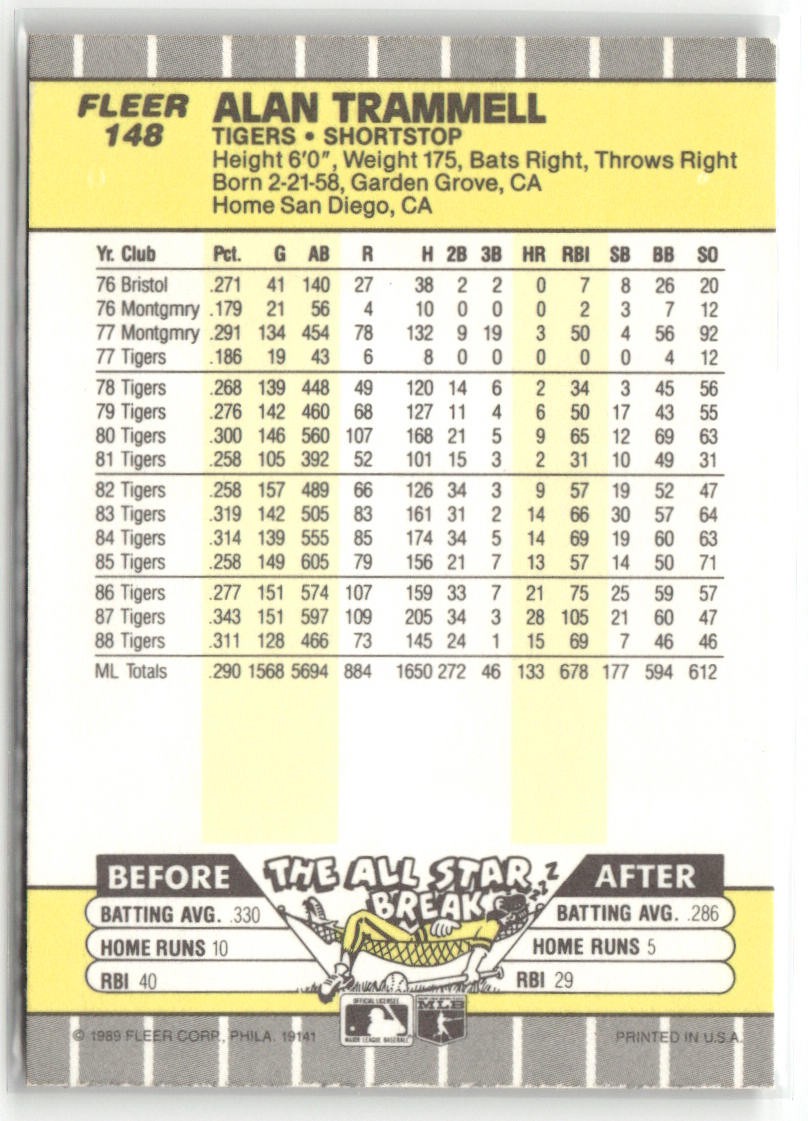 FLEER
148
ALAN TRAMMELL
TIGERS • SHORTSTOP
Height 6'0", Weight 175, Bats Right, Throws Right
Born 2-21-58, Garden Grove, CA
Home San Diego, CA
Yr. Club Pct. G AB R H 2B 3B HR RBI SB BB SO
76 Bristol .271 41 140 27 38 2 2 0 7 8 26 20
76 Montgmry .179 21 56 4 10 0 0 0 2 3 7 12
77 Montgmry .291 134 454 78 132 9 19 3 50 4 56 92
77 Tigers .186 19 43 6 8 0 0 0 0 0 4 12
78 Tigers .268 139 448 49 120 14 6 2 34 3 45 56
79 Tigers .276 142 460 68 127 11 4 6 50 17 43 55
80 Tigers .300 146 560 107 168 21 5 9 65 12 69 63
81 Tigers .258 105 392 52 101 15 3 2 31 10 49 31
82 Tigers .258 157 489 66 126 34 3 9 57 19 52 47
83 Tigers .319 142 505 83 161 31 2 14 66 30 57 64
84 Tigers .314 139 555 85 174 34 5 14 69 19 60 63
85 Tigers .258 149 605 79 156 21 7 13 57 14 50 71
86 Tigers .277 151 574 107 159 33 7 21 75 25 59 57
87 Tigers .343 151 597 109 205 34 3 28 105 21 60 47
88 Tigers .311 128 466 73 145 24 1 15 69 7 46 46
ML Totals .290 1568 5694 884 1650 272 46 133 678 177 594 612
BEFORE THE ALL STAR BREAK ZZZ AFTER
BATTING AVG. .330 BATTING AVG. .286
HOME RUNS 10 HOME RUNS 5
RBI 40 RBI 29
OFFICIAL LICENSEE
MAJOR LEAGUE BASEBALL
MLB
© 1989 FLEER CORP., PHILA. 19141 PRINTED IN U.S.A.